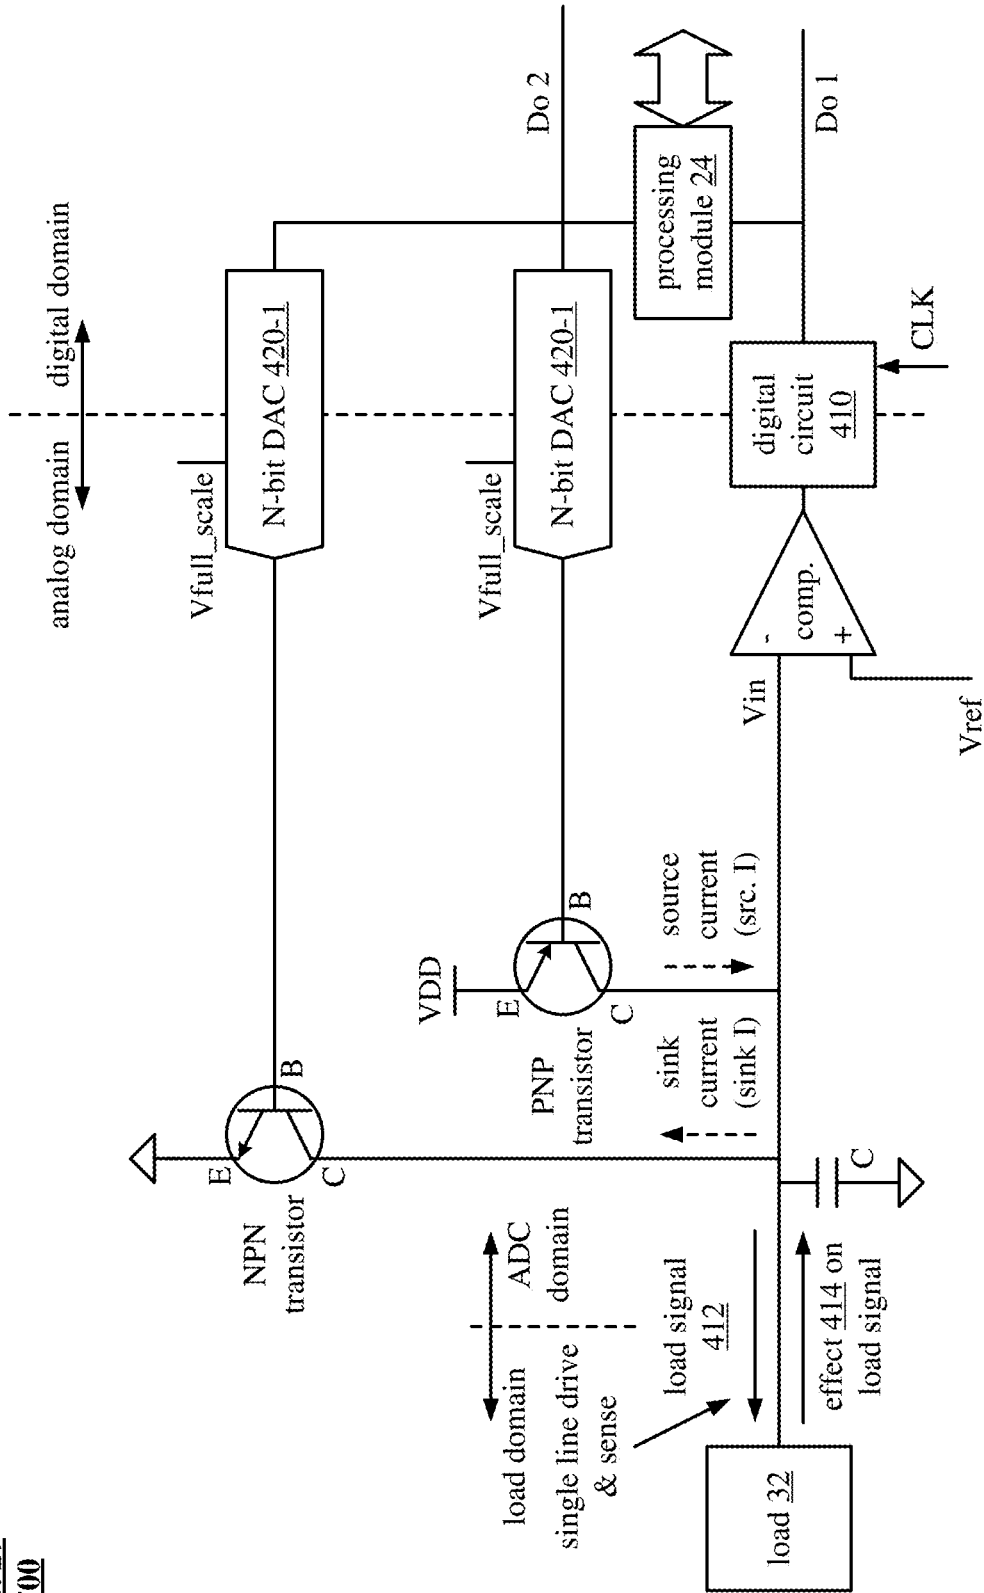 analog domain
digital domain
Vfull_scale
N-bit DAC 420-1
Do 2
Vfull_scale
N-bit DAC 420-1
processing
module 24
Do 1
digital
circuit
410
CLK
comp.
-
+
Vin
Vref
NPN
transistor
E
B
C
VDD
PNP
transistor
E
B
C
sink
current
(sink I)
source
current
(src. I)
load domain
ADC
domain
single line drive
& sense
load signal
412
effect 414 on
load signal
C
load 32